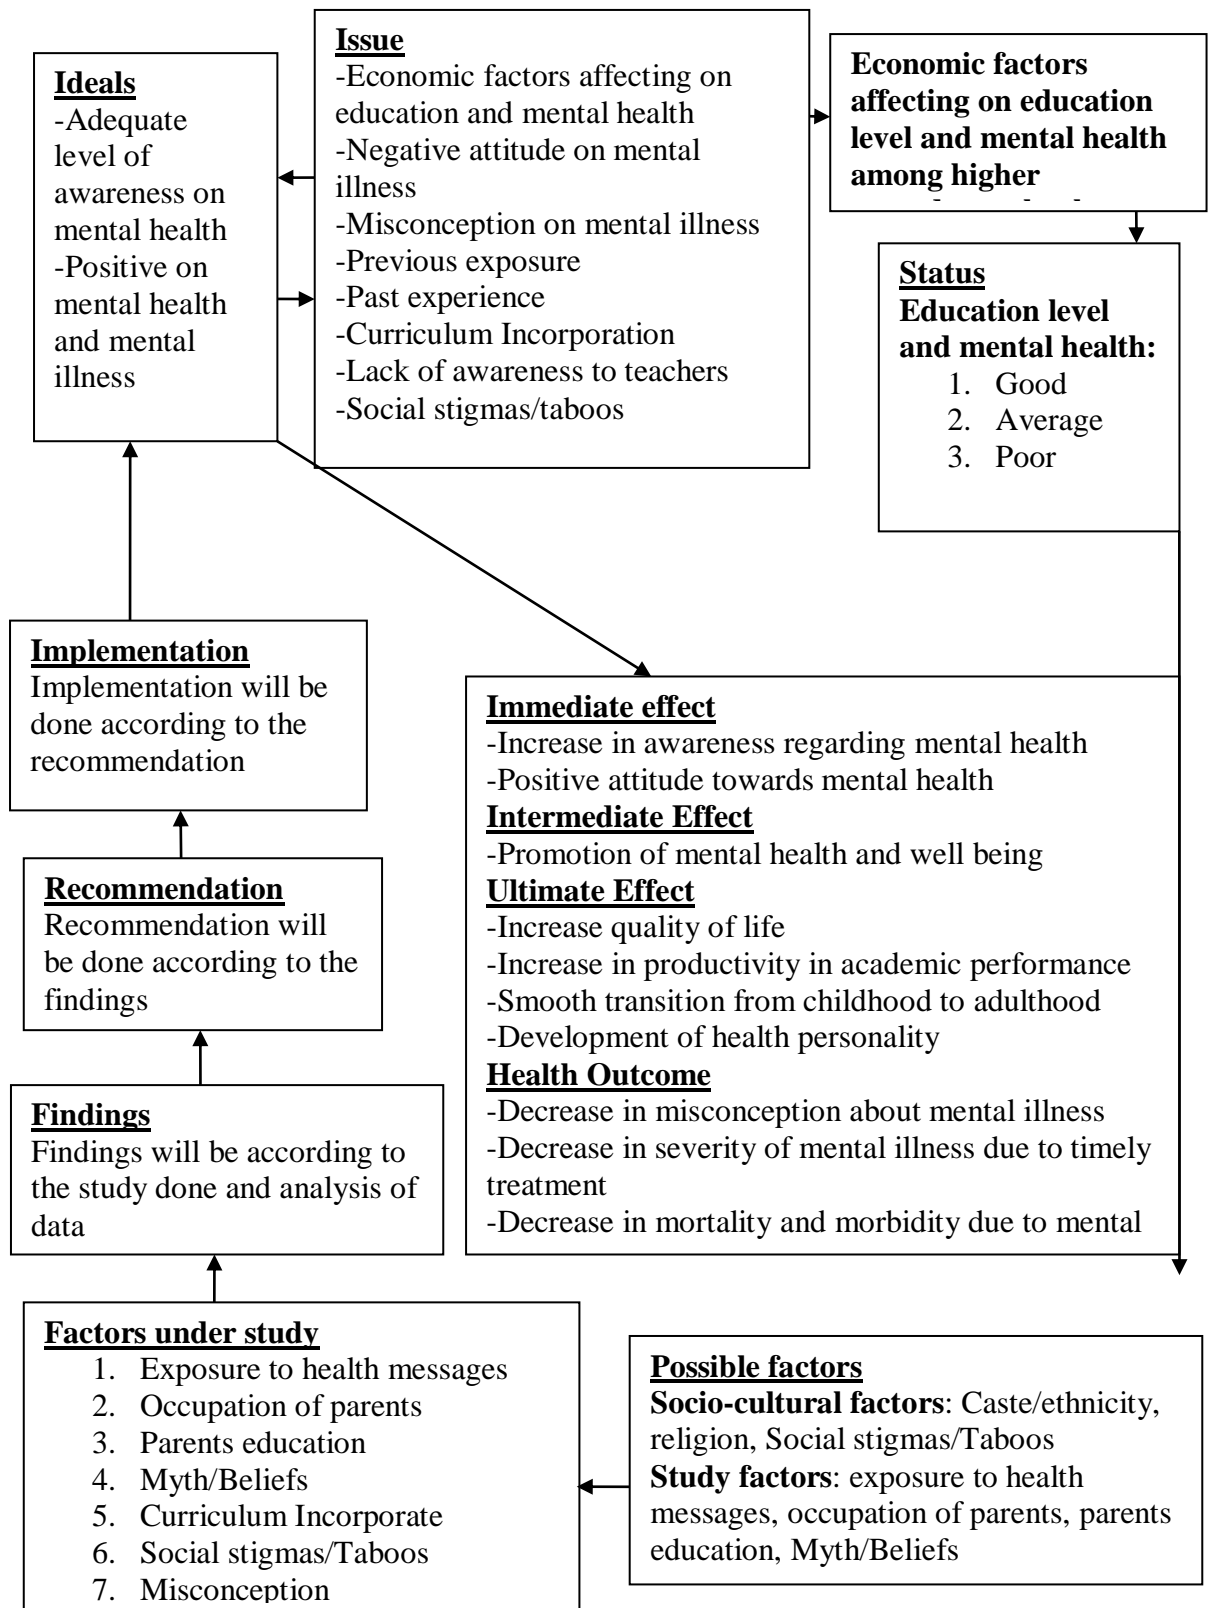 Ideals
-Adequate
level of
awareness on
mental health
-Positive on
mental health
and mental
illness
Issue
-Economic factors affecting on
education and mental health
-Negative attitude on mental
illness
-Misconception on mental illness
-Previous exposure
-Past experience
-Curriculum Incorporation
-Lack of awareness to teachers
-Social stigmas/taboos
Economic factors
affecting on education
level and mental health
among higher
Status
Education level
and mental health:
1. Good
2. Average
3. Poor
Implementation
Implementation will be
done according to the
recommendation
Immediate effect
-Increase in awareness regarding mental health
-Positive attitude towards mental health
Intermediate Effect
-Promotion of mental health and well being
Ultimate Effect
-Increase quality of life
-Increase in productivity in academic performance
-Smooth transition from childhood to adulthood
-Development of health personality
Health Outcome
-Decrease in misconception about mental illness
-Decrease in severity of mental illness due to timely
treatment
-Decrease in mortality and morbidity due to mental
Recommendation
Recommendation will
be done according to the
findings
Findings
Findings will be according to
the study done and analysis of
data
Factors under study
1. Exposure to health messages
2. Occupation of parents
3. Parents education
4. Myth/Beliefs
5. Curriculum Incorporate
6. Social stigmas/Taboos
7. Misconception
Possible factors
Socio-cultural factors: Caste/ethnicity,
religion, Social stigmas/Taboos
Study factors: exposure to health
messages, occupation of parents, parents
education, Myth/Beliefs